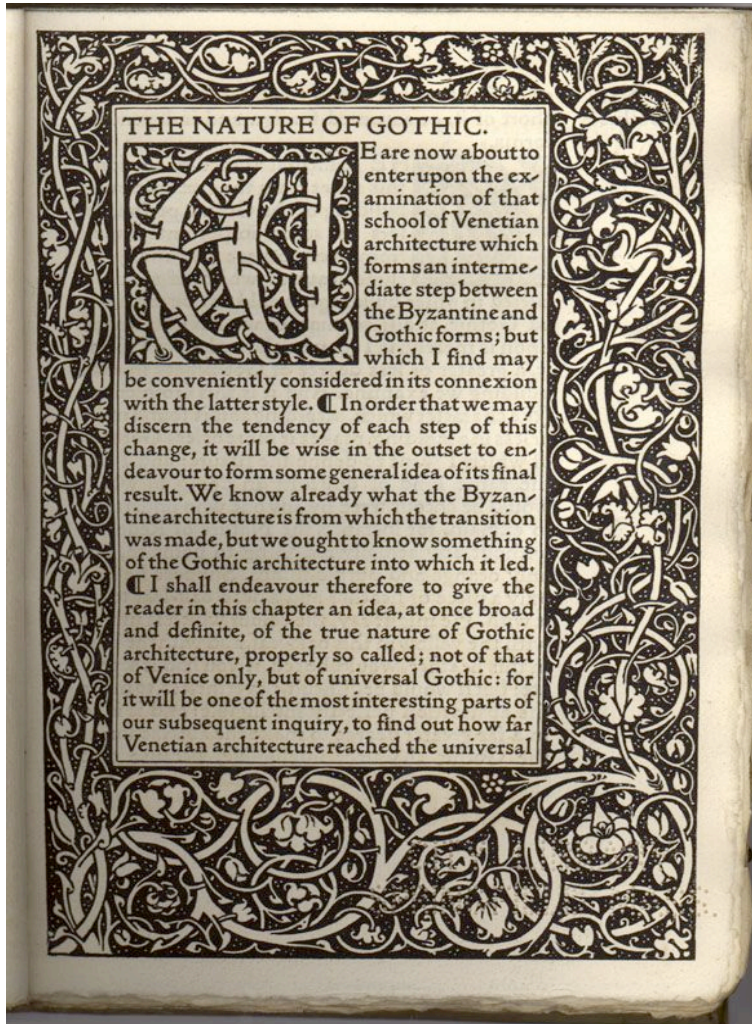 THE NATURE OF GOTHIC.
WE are now about to
enter upon the ex-
amination of that
school of Venetian
architecture which
forms an interme-
diate step between
the Byzantine and
Gothic forms; but
which I find may
be conveniently considered in its connexion
with the latter style. ❡ In order that we may
discern the tendency of each step of this
change, it will be wise in the outset to en-
deavour to form some general idea of its final
result. We know already what the Byzan-
tine architecture is from which the transition
was made, but we ought to know something
of the Gothic architecture into which it led.
❡ I shall endeavour therefore to give the
reader in this chapter an idea, at once broad
and definite, of the true nature of Gothic
architecture, properly so called; not of that
of Venice only, but of universal Gothic: for
it will be one of the most interesting parts of
our subsequent inquiry, to find out how far
Venetian architecture reached the universal